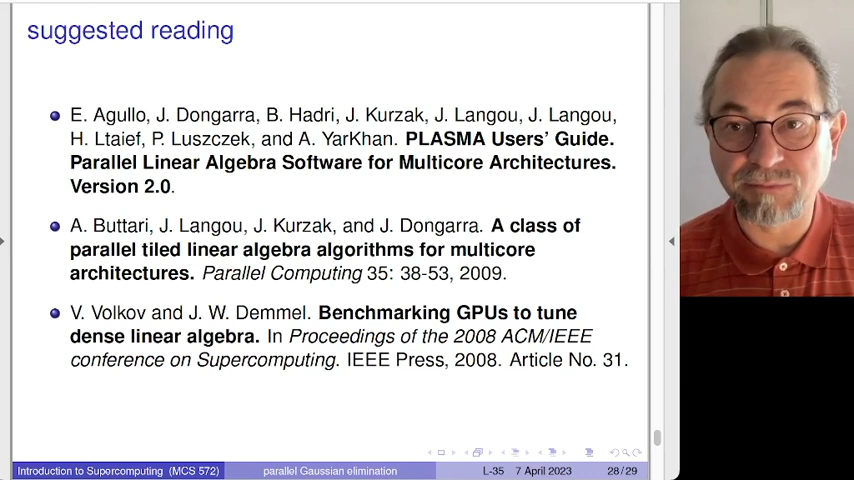 suggested reading
E. Agullo, J. Dongarra, B. Hadri, J. Kurzak, J. Langou, J. Langou,
H. Ltaief, P. Luszczek, and A. YarKhan. PLASMA Users' Guide.
Parallel Linear Algebra Software for Multicore Architectures.
Version 2.0.
A. Buttari, J. Langou, J. Kurzak, and J. Dongarra. A class of
parallel tiled linear algebra algorithms for multicore
architectures. Parallel Computing 35: 38-53, 2009.
V. Volkov and J. W. Demmel. Benchmarking GPUs to tune
dense linear algebra. In Proceedings of the 2008 ACM/IEEE
conference on Supercomputing. IEEE Press, 2008. Article No. 31.
Introduction to Supercomputing (MCS 572) parallel Gaussian elimination L-35 7 April 2023 28 / 29